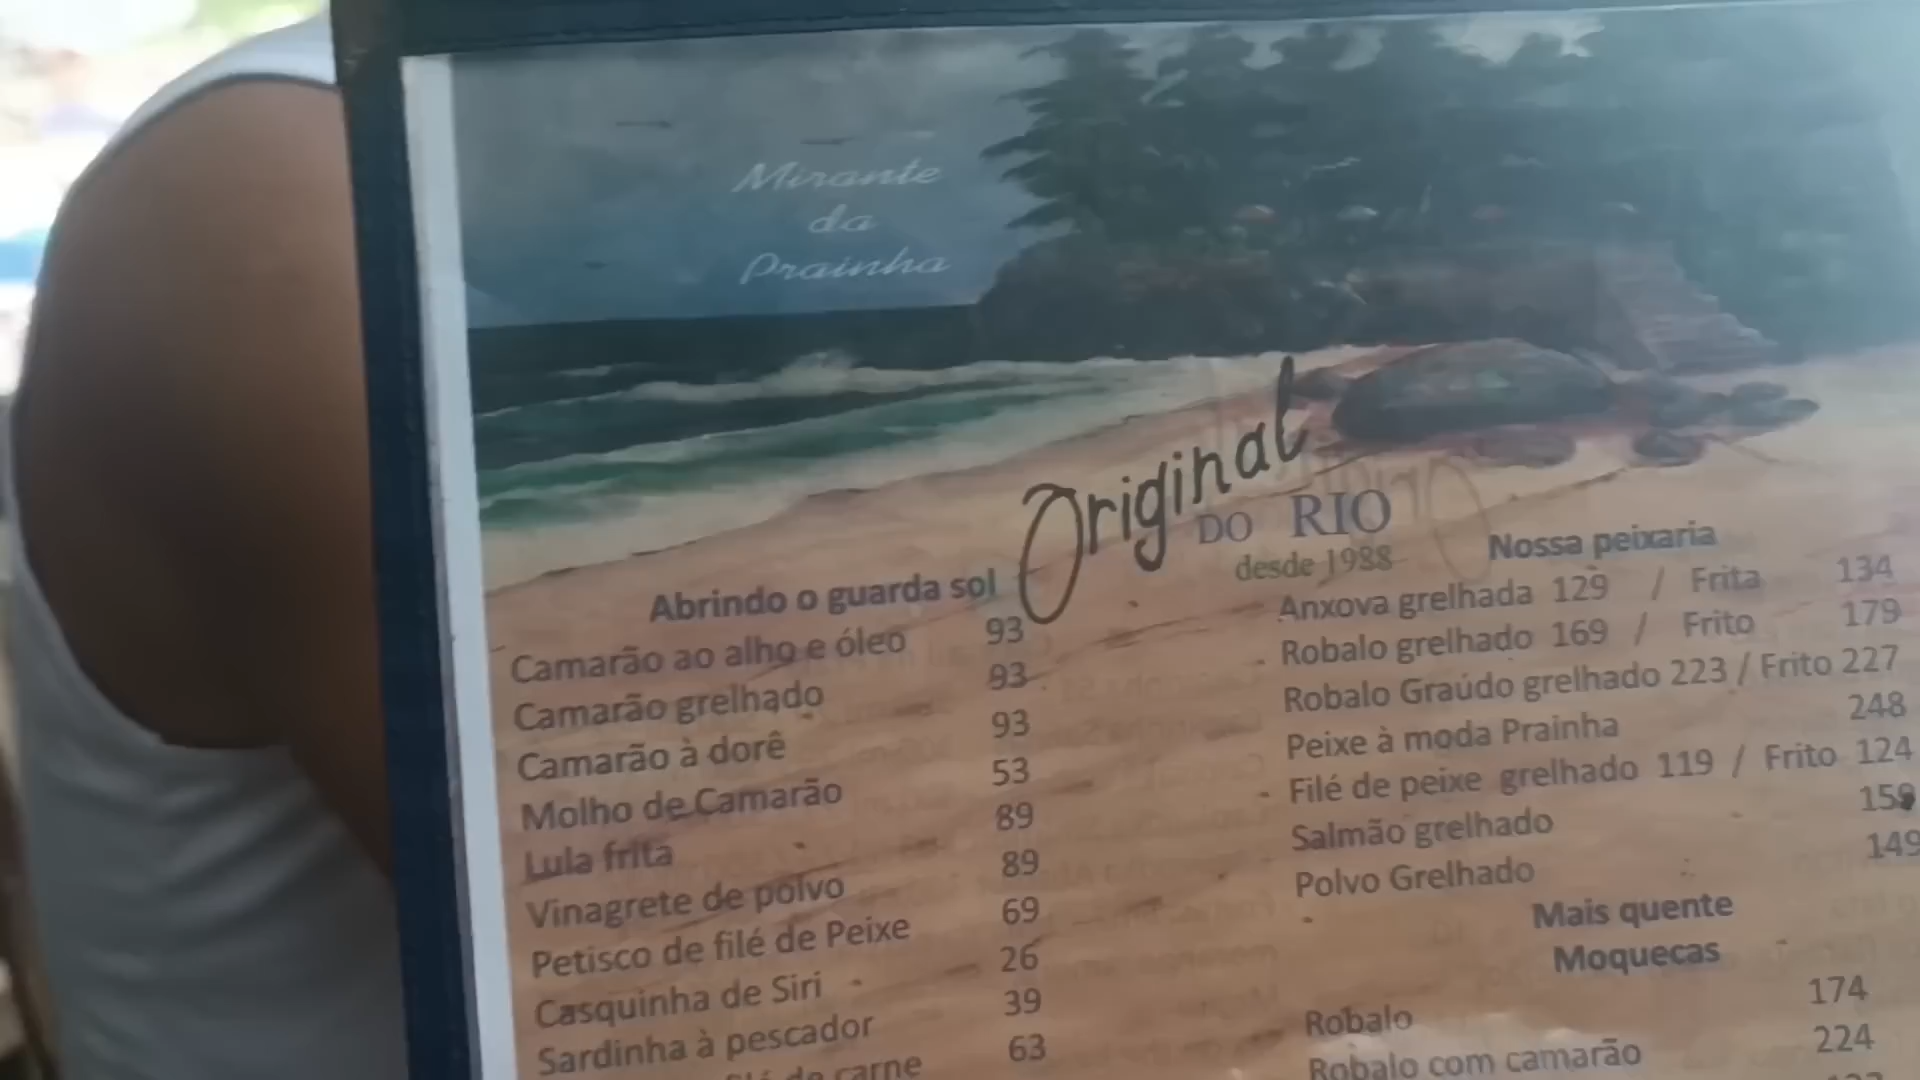 Mirante
da
Prainha
Original
DO RIO
desde 1988
Abrindo o guarda sol
Camarão ao alho e óleo 93
Camarão grelhado 93
Camarão à dorê 93
Molho de Camarão 53
Lula frita 89
Vinagrete de polvo 89
Petisco de filé de Peixe 69
Casquinha de Siri 26
Sardinha à pescador 39
filé de carne 63
Nossa peixaria
Anxova grelhada 129 / Frita 134
Robalo grelhado 169 / Frito 179
Robalo Graúdo grelhado 223 / Frito 227
Peixe à moda Prainha 248
Filé de peixe grelhado 119 / Frito 124
Salmão grelhado
Polvo Grelhado 149
Mais quente
Moquecas
Robalo 174
Robalo com camarão 224